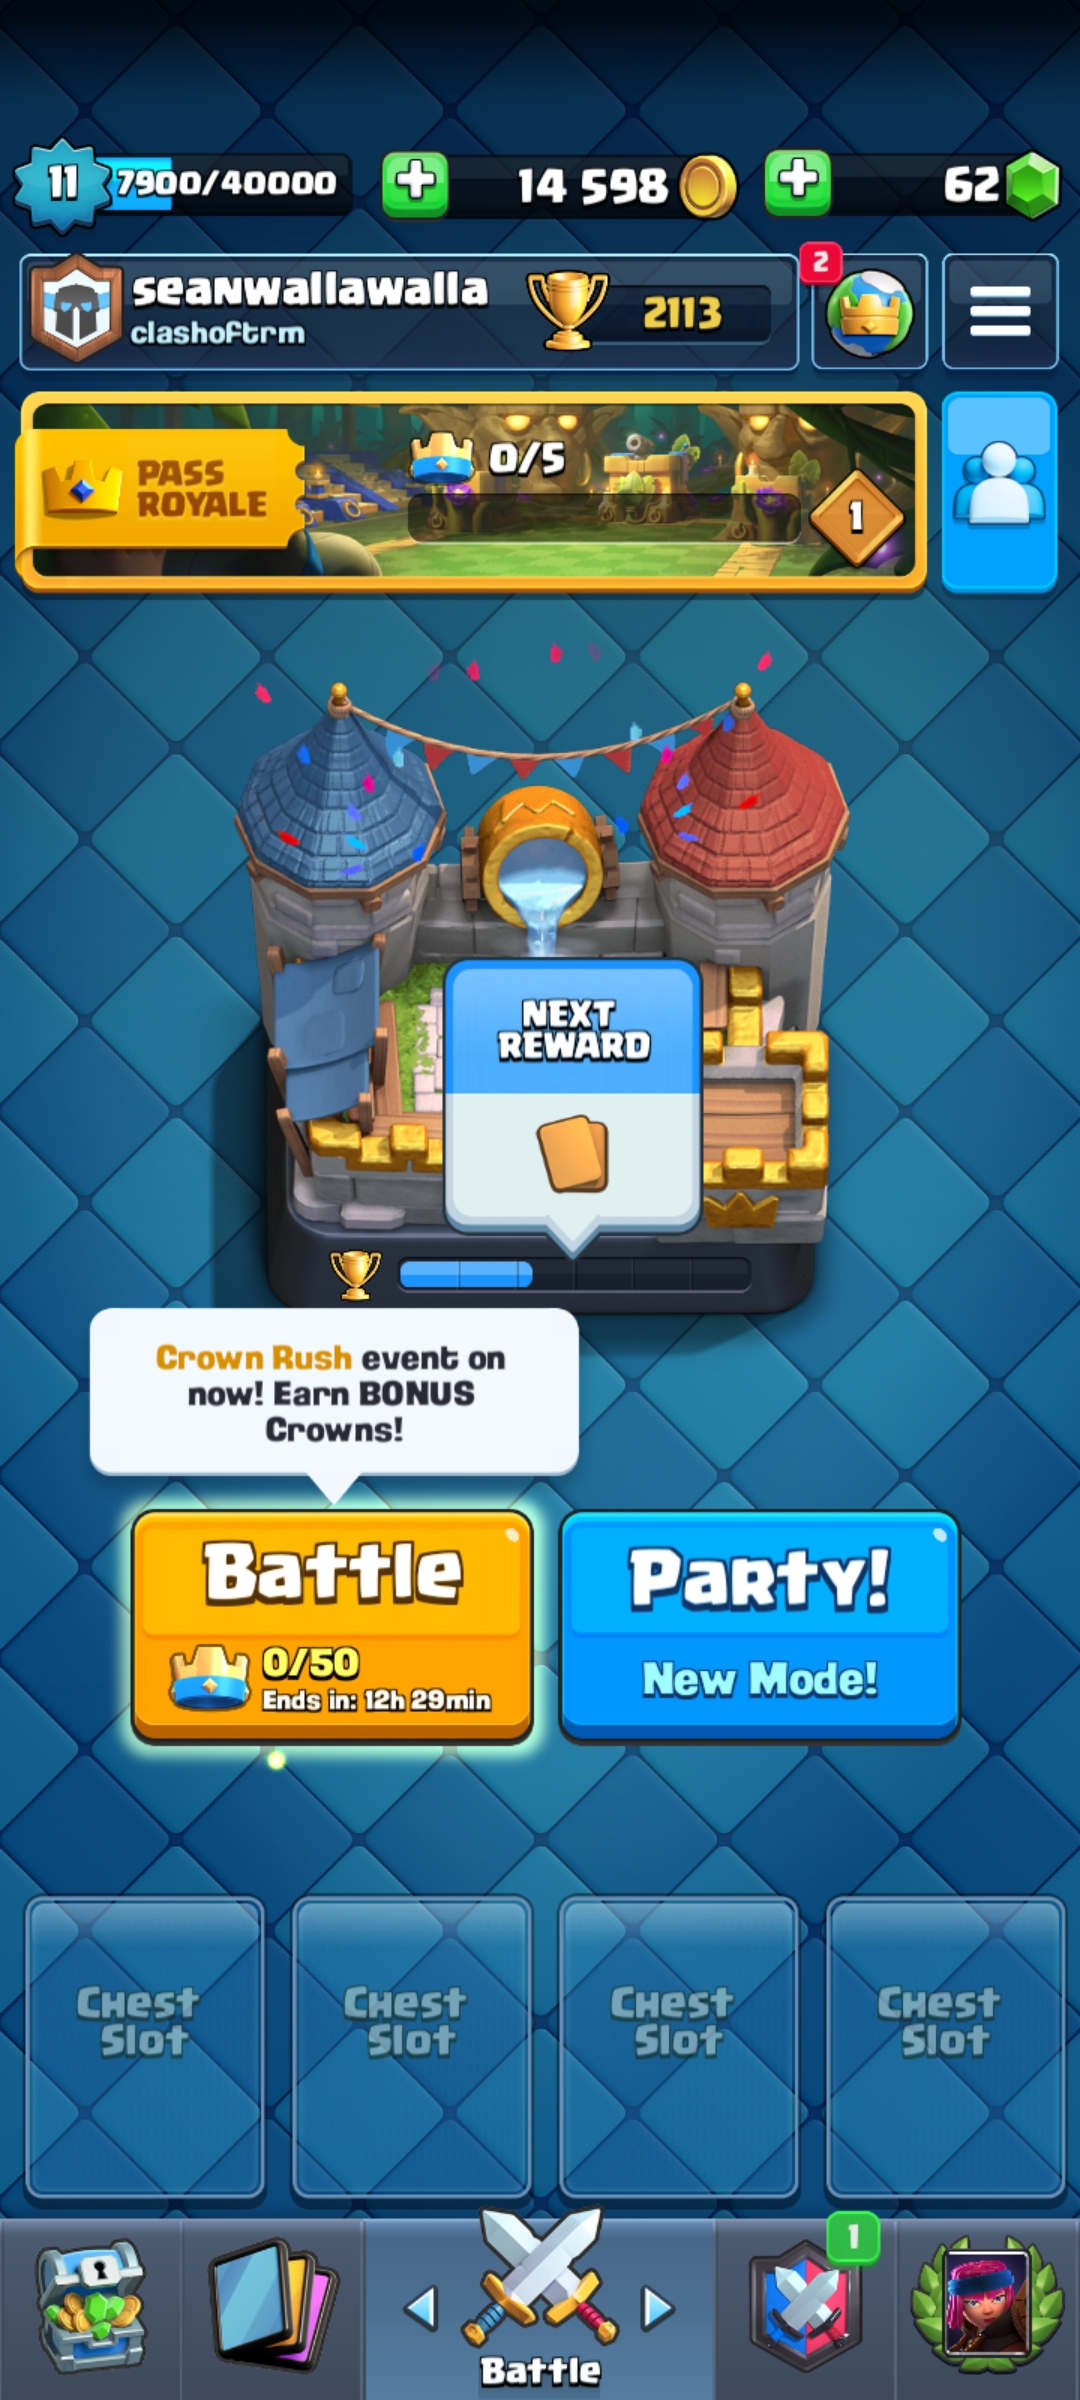 11
7900/40000
14 598
62
seanwallawalla
clashoftrm
2113
2
PASS
ROYALE
0/5
1
NEXT
REWARD
Crown Rush event on
now! Earn BONUS
Crowns!
Battle
0/50
Ends in: 12h 29min
Party!
New Mode!
Chest
Slot
Chest
Slot
Chest
Slot
Chest
Slot
1
Battle